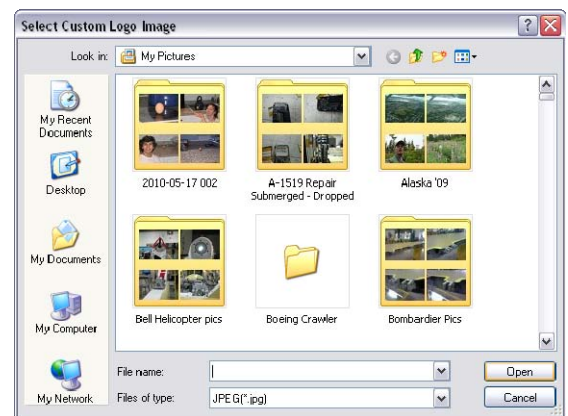 Select Custom Logo Image
Look in:
My Pictures
My Recent
Documents
Desktop
My Documents
My Computer
My Network
2010-05-17 002
A-1519 Repair
Submerged - Dropped
Alaska '09
Bell Helicopter pics
Boeing Crawler
Bombardier Pics
File name:
Open
Files of type:
JPEG(*.jpg)
Cancel